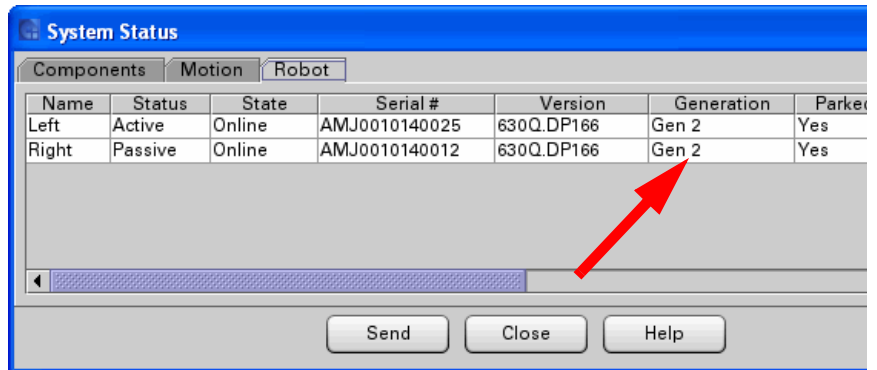 System Status
Components Motion Robot
Name Status State Serial # Version Generation Parked
Left Active Online AMJ0010140025 630Q.DP166 Gen 2 Yes
Right Passive Online AMJ0010140012 630Q.DP166 Gen 2 Yes
Send Close Help